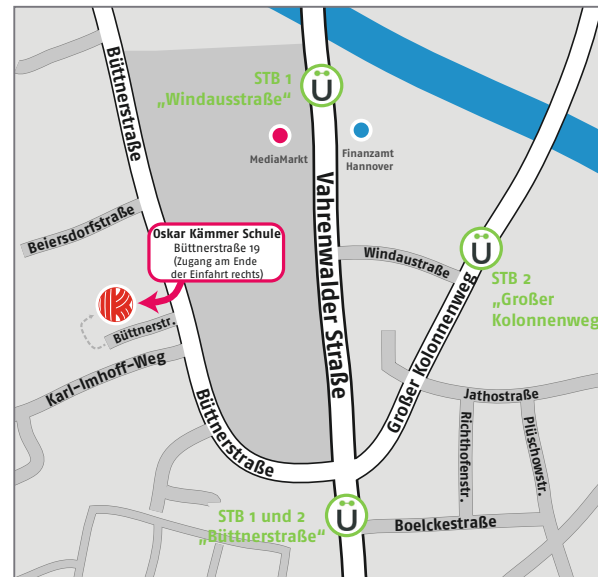 Büttnerstraße
STB 1
„Windausstraße“
Ü
MediaMarkt
Finanzamt
Hannover
Vahrenwalder Straße
Beiersdorfstraße
Oskar Kämmer Schule
Büttnerstraße 19
(Zugang am Ende
der Einfahrt rechts)
Windaustraße
Ü
STB 2
„Großer
Kolonnenweg
Großer Kolonnenweg
Büttnerstr.
Karl-Imhoff-Weg
Jathostraße
Richthofenstr.
Plüschowstr.
Büttnerstraße
STB 1 und 2
„Büttnerstraße“
Ü
Boelckestraße